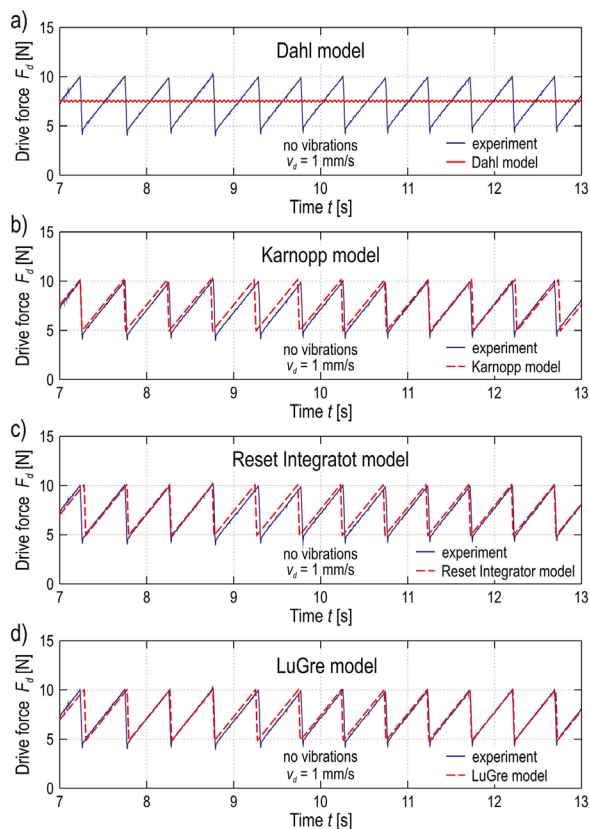 a)
15
10
5
0
Drive force F_d [N]
Dahl model
no vibrations
v_d = 1 mm/s
experiment
Dahl model
7 8 9 10 11 12 13
Time t [s]
b)
15
10
5
0
Drive force F_d [N]
Karnopp model
no vibrations
v_d = 1 mm/s
experiment
Karnopp model
7 8 9 10 11 12 13
Time t [s]
c)
15
10
5
0
Drive force F_d [N]
Reset Integratot model
no vibrations
v_d = 1 mm/s
experiment
Reset Integrator model
7 8 9 10 11 12 13
Time t [s]
d)
15
10
5
0
Drive force F_d [N]
LuGre model
no vibrations
v_d = 1 mm/s
experiment
LuGre model
7 8 9 10 11 12 13
Time t [s]